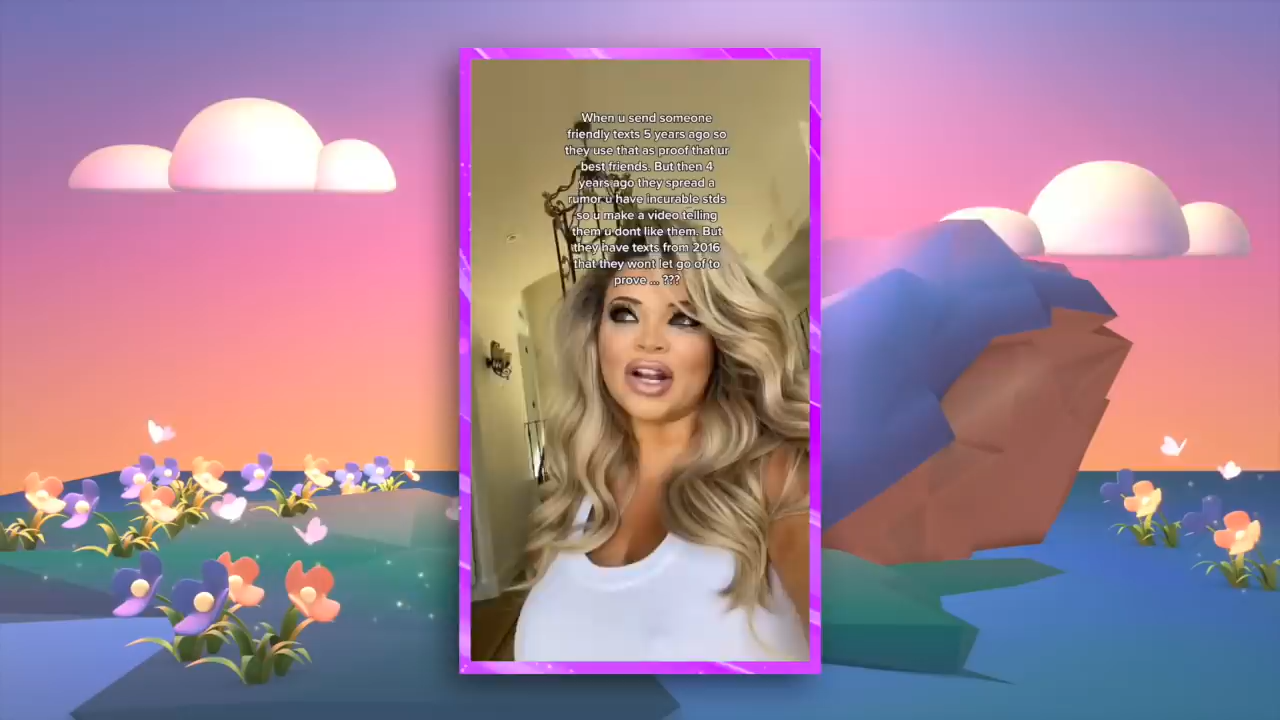 When u send someone
friendly texts 5 years ago so
they use that as proof that ur
best friends. But then 4
years ago they spread a
rumor u have incurable stds
so u make a video telling
them u dont like them. But
they have texts from 2016
that they wont let go of to
prove ... ???